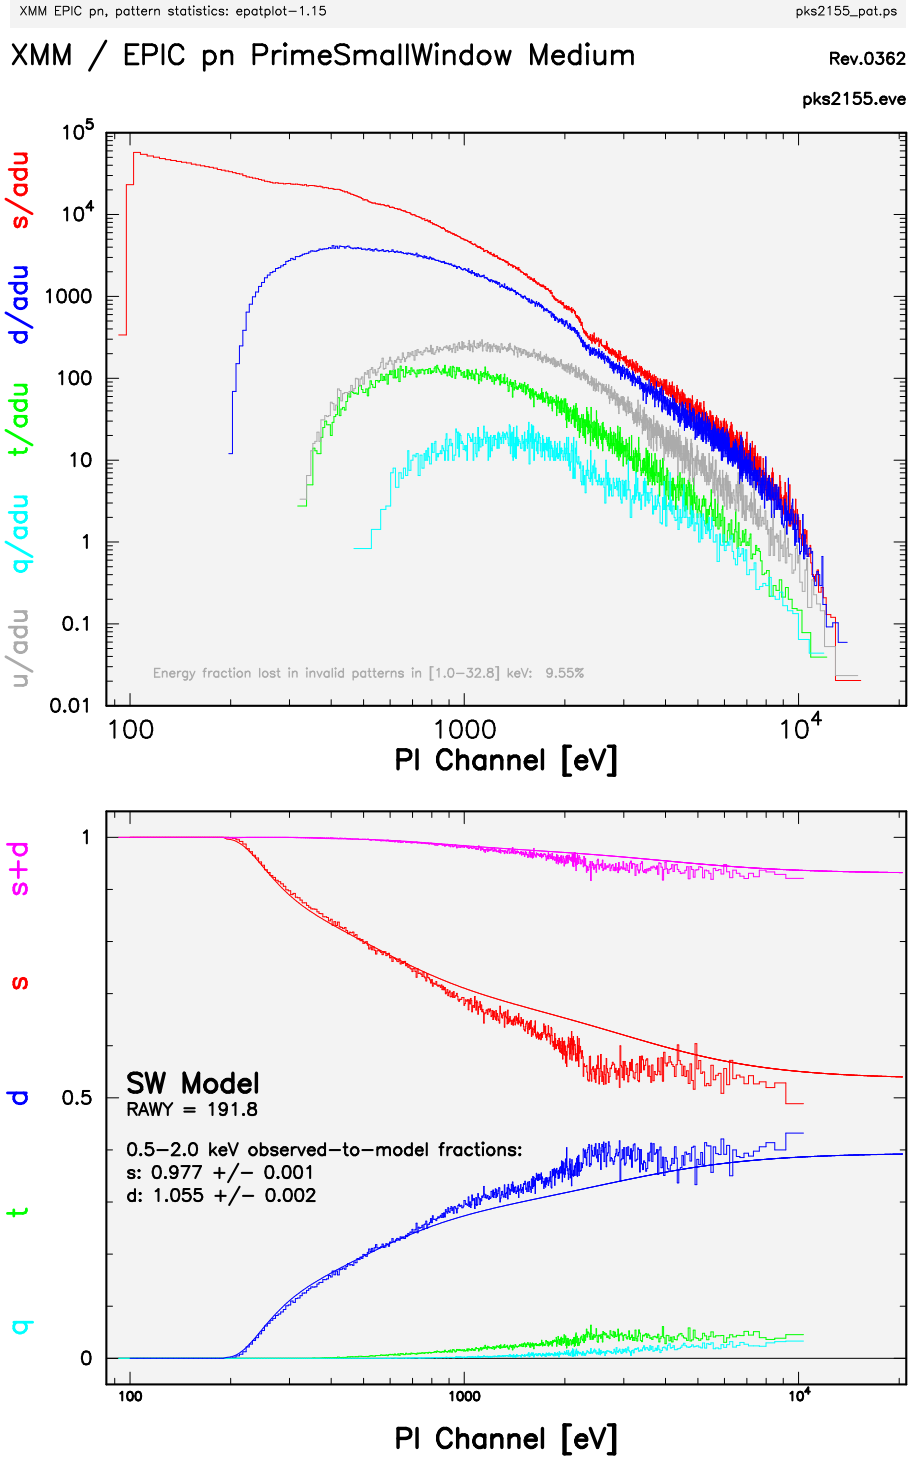 XMM EPIC pn, pattern statistics: epatplot-1.15 pks2155_pat.ps
XMM / EPIC pn PrimeSmallWindow Medium Rev.0362
pks2155.eve
s/adu
d/adu
t/adu
q/adu
u/adu
10^5
10^4
1000
100
10
1
0.1
0.01
Energy fraction lost in invalid patterns in [1.0-32.8] keV: 9.55%
100 1000 10^4
PI Channel [eV]
s+d
s
d
t
q
1
0.5
0
SW Model
RAWY = 191.8
0.5-2.0 keV observed-to-model fractions:
s: 0.977 +/- 0.001
d: 1.055 +/- 0.002
100 1000 10^4
PI Channel [eV]